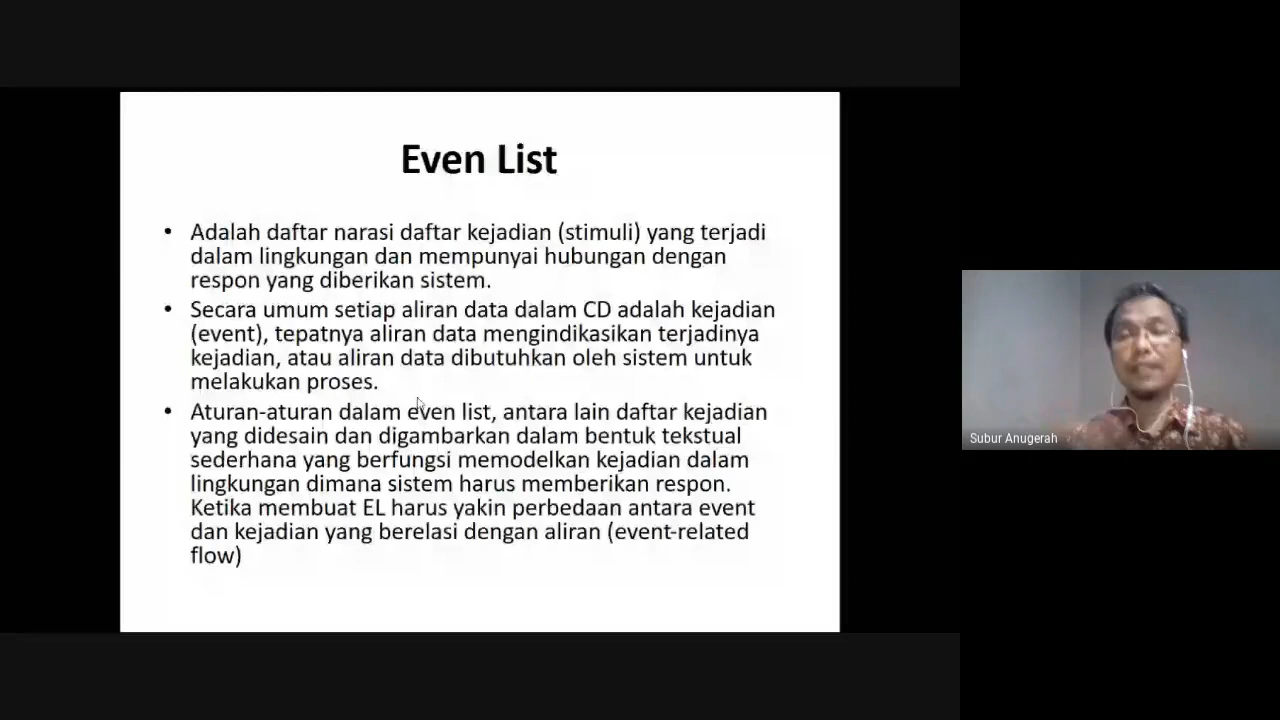 Even List
• Adalah daftar narasi daftar kejadian (stimuli) yang terjadi
dalam lingkungan dan mempunyai hubungan dengan
respon yang diberikan sistem.
• Secara umum setiap aliran data dalam CD adalah kejadian
(event), tepatnya aliran data mengindikasikan terjadinya
kejadian, atau aliran data dibutuhkan oleh sistem untuk
melakukan proses.
• Aturan-aturan dalam even list, antara lain daftar kejadian
yang didesain dan digambarkan dalam bentuk tekstual
sederhana yang berfungsi memodelkan kejadian dalam
lingkungan dimana sistem harus memberikan respon.
Ketika membuat EL harus yakin perbedaan antara event
dan kejadian yang berelasi dengan aliran (event-related
flow)
Subur Anugerah